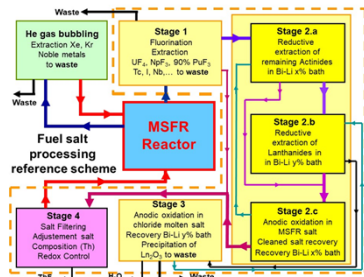 He gas bubbling
Extraction Xe, Kr
Noble metals
to waste
Waste
Waste
Stage 1
Fluorination
Extraction
UF4, NpF3, 90% PuF3
Tc, I, Nb,... to waste
Stage 2.a
Reductive
extraction of
remaining Actinides
in Bi-Li x% bath
Fuel salt
processing
reference scheme
MSFR
Reactor
Stage 2.b
Reductive
extraction of
Lanthanides in
in Bi-Li y% bath
Stage 4
Salt Filtering
Adjustement salt
Composition (Th)
Redox Control
Stage 3
Anodic oxidation in
chloride molten salt
Recovery Bi-Li y% bath
Precipitation of
Ln2O3 to waste
Stage 2.c
Anodic oxidation in
MSFR salt
Cleaned salt recovery
Recovery Bi-Li x% bath
Waste